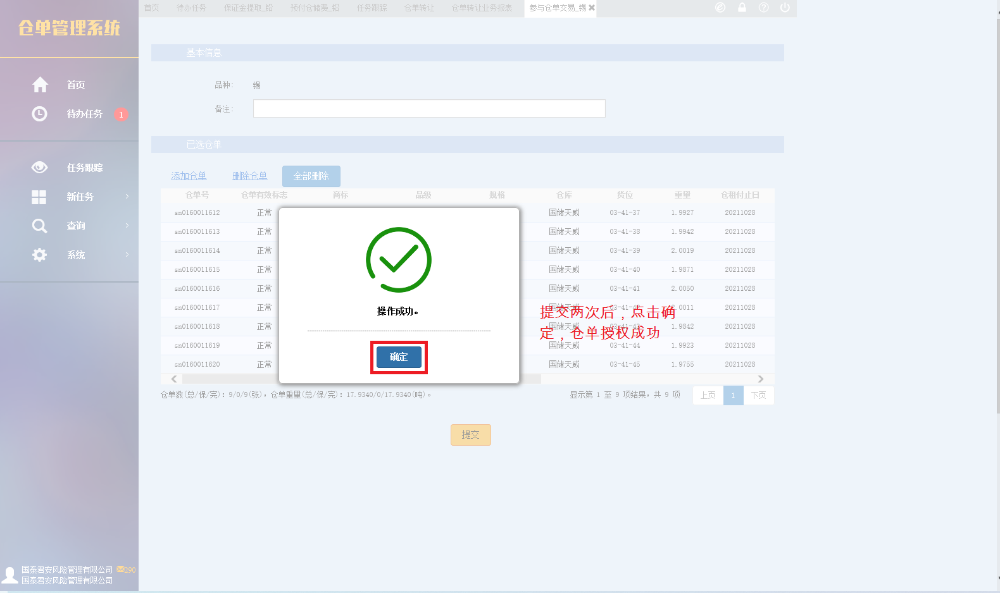 首页 待办任务 保证金提取_铅 预付仓储费_铅 任务跟踪 仓单转让 仓单转让业务报表 参与仓单交易_锡
仓单管理系统
首页
待办任务 1
任务跟踪
新任务
查询
系统
国泰君安风险管理有限公司 290
国泰君安风险管理有限公司
基本信息
品种: 锡
备注:
已选仓单
添加仓单 删除仓单 全部删除
仓单号 仓单有效标志 商标 品级 规格 仓库 货位 重量 仓租付止日
sn0160011612 正常 国储天威 03-41-37 1.9927 20211028
sn0160011613 正常 国储天威 03-41-38 1.9942 20211028
sn0160011614 正常 国储天威 03-41-39 2.0019 20211028
sn0160011615 正常 国储天威 03-41-40 1.9871 20211028
sn0160011616 正常 国储天威 03-41-41 2.0050 20211028
sn0160011617 正常 国储天威 2.0011 20211028
sn0160011618 正常 国储天威 1.9842 20211028
sn0160011619 正常 国储天威 03-41-44 1.9923 20211028
sn0160011620 正常 国储天威 03-41-45 1.9755 20211028
操作成功。
确定
提交两次后，点击确
定，仓单授权成功
仓单数(总/保/完): 9/0/9(张), 仓单重量(总/保/完): 17.9340/0/17.9340(吨)。
显示第 1 至 9 项结果, 共 9 项 上页 1 下页
提交